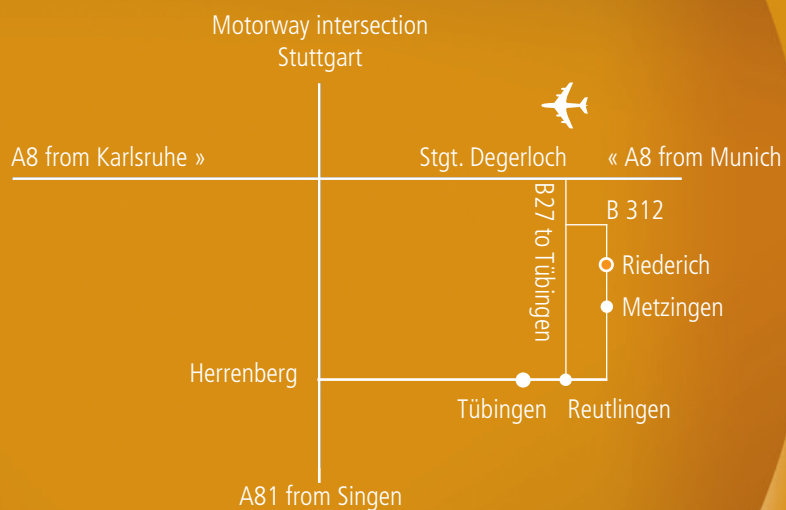 Motorway intersection
Stuttgart
A8 from Karlsruhe »
Stgt. Degerloch
« A8 from Munich
B27 to Tübingen
B 312
Riederich
Metzingen
Herrenberg
Tübingen
Reutlingen
A81 from Singen